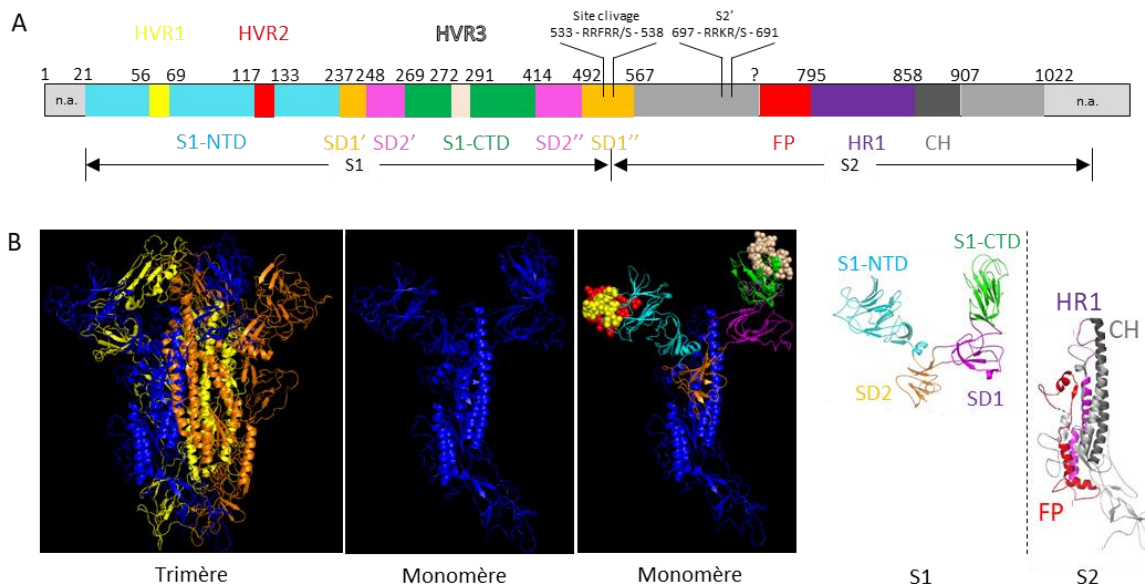 A
HVR1
HVR2
HVR3
Site clivage
533 - RRFRR/S - 538
S2’
697 - RRKR/S - 691
1
21
56
69
117
133
237
248
269
272
291
414
492
567
?
795
858
907
1022
n.a.
n.a.
S1-NTD
SD1’
SD2’
S1-CTD
SD2’’
SD1’’
FP
HR1
CH
S1
S2
B
S1-NTD
S1-CTD
SD2
SD1
HR1
CH
FP
Trimère
Monomère
Monomère
S1
S2